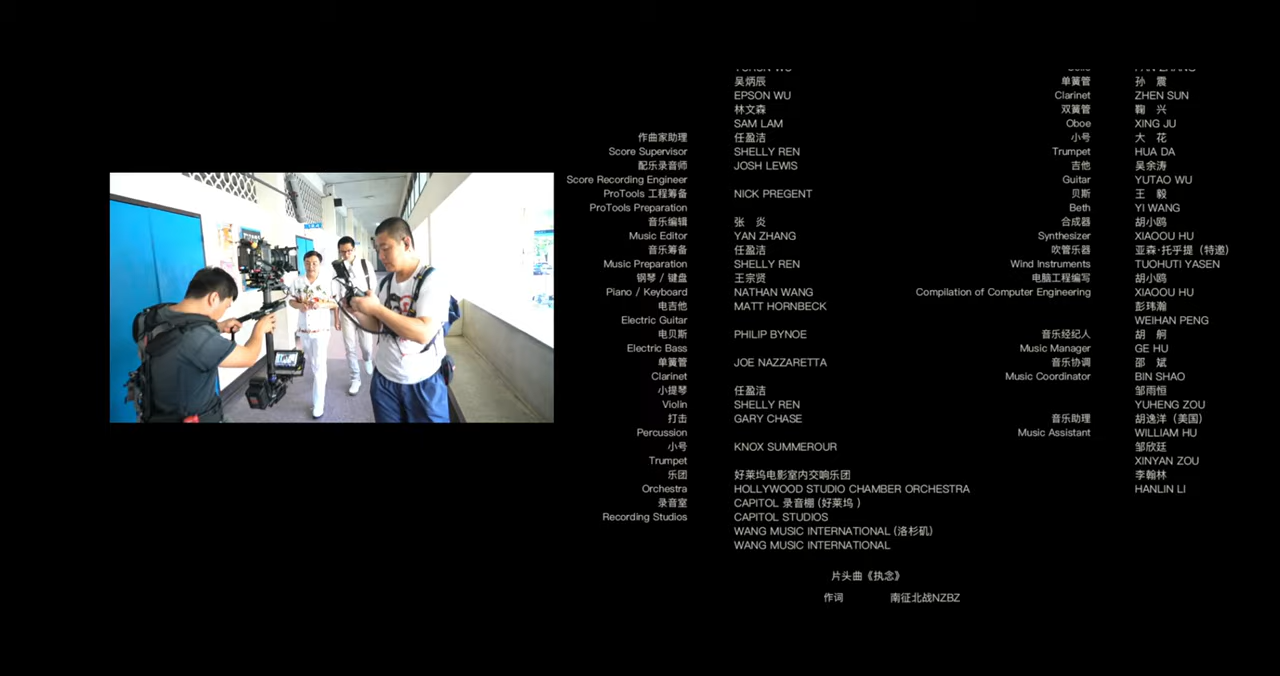 吴炳辰
EPSON WU
林文森
SAM LAM
作曲家助理 任盈洁
Score Supervisor SHELLY REN
配乐录音师 JOSH LEWIS
Score Recording Engineer
ProTools 工程筹备 NICK PREGENT
ProTools Preparation
音乐编辑 张 炎
Music Editor YAN ZHANG
音乐筹备 任盈洁
Music Preparation SHELLY REN
钢琴 / 键盘 王宗贤
Piano / Keyboard NATHAN WANG
电吉他 MATT HORNBECK
Electric Guitar
电贝斯 PHILIP BYNOE
Electric Bass
单簧管 JOE NAZZARETTA
Clarinet
小提琴 任盈洁
Violin SHELLY REN
打击 GARY CHASE
Percussion
小号 KNOX SUMMEROUR
Trumpet
乐团 好莱坞电影室内交响乐团
Orchestra HOLLYWOOD STUDIO CHAMBER ORCHESTRA
录音室 CAPITOL 录音棚 (好莱坞 )
Recording Studios CAPITOL STUDIOS
WANG MUSIC INTERNATIONAL (洛杉矶)
WANG MUSIC INTERNATIONAL
单簧管 孙 震
Clarinet ZHEN SUN
双簧管 鞠 兴
Oboe XING JU
小号 大 花
Trumpet HUA DA
吉他 吴余涛
Guitar YUTAO WU
贝斯 王 毅
Beth YI WANG
合成器 胡小鸥
Synthesizer XIAOOU HU
吹管乐器 亚森·托乎提（特邀）
Wind Instruments TUOHUTI YASEN
电脑工程编写 胡小鸥
Compilation of Computer Engineering XIAOOU HU
彭玮瀚
WEIHAN PENG
音乐经纪人 胡 舸
Music Manager GE HU
音乐协调 邵 斌
Music Coordinator BIN SHAO
邹雨恒
YUHENG ZOU
音乐助理 胡逸洋（美国）
Music Assistant WILLIAM HU
邹欣廷
XINYAN ZOU
李翰林
HANLIN LI
片头曲《执念》
作词 南征北战NZBZ